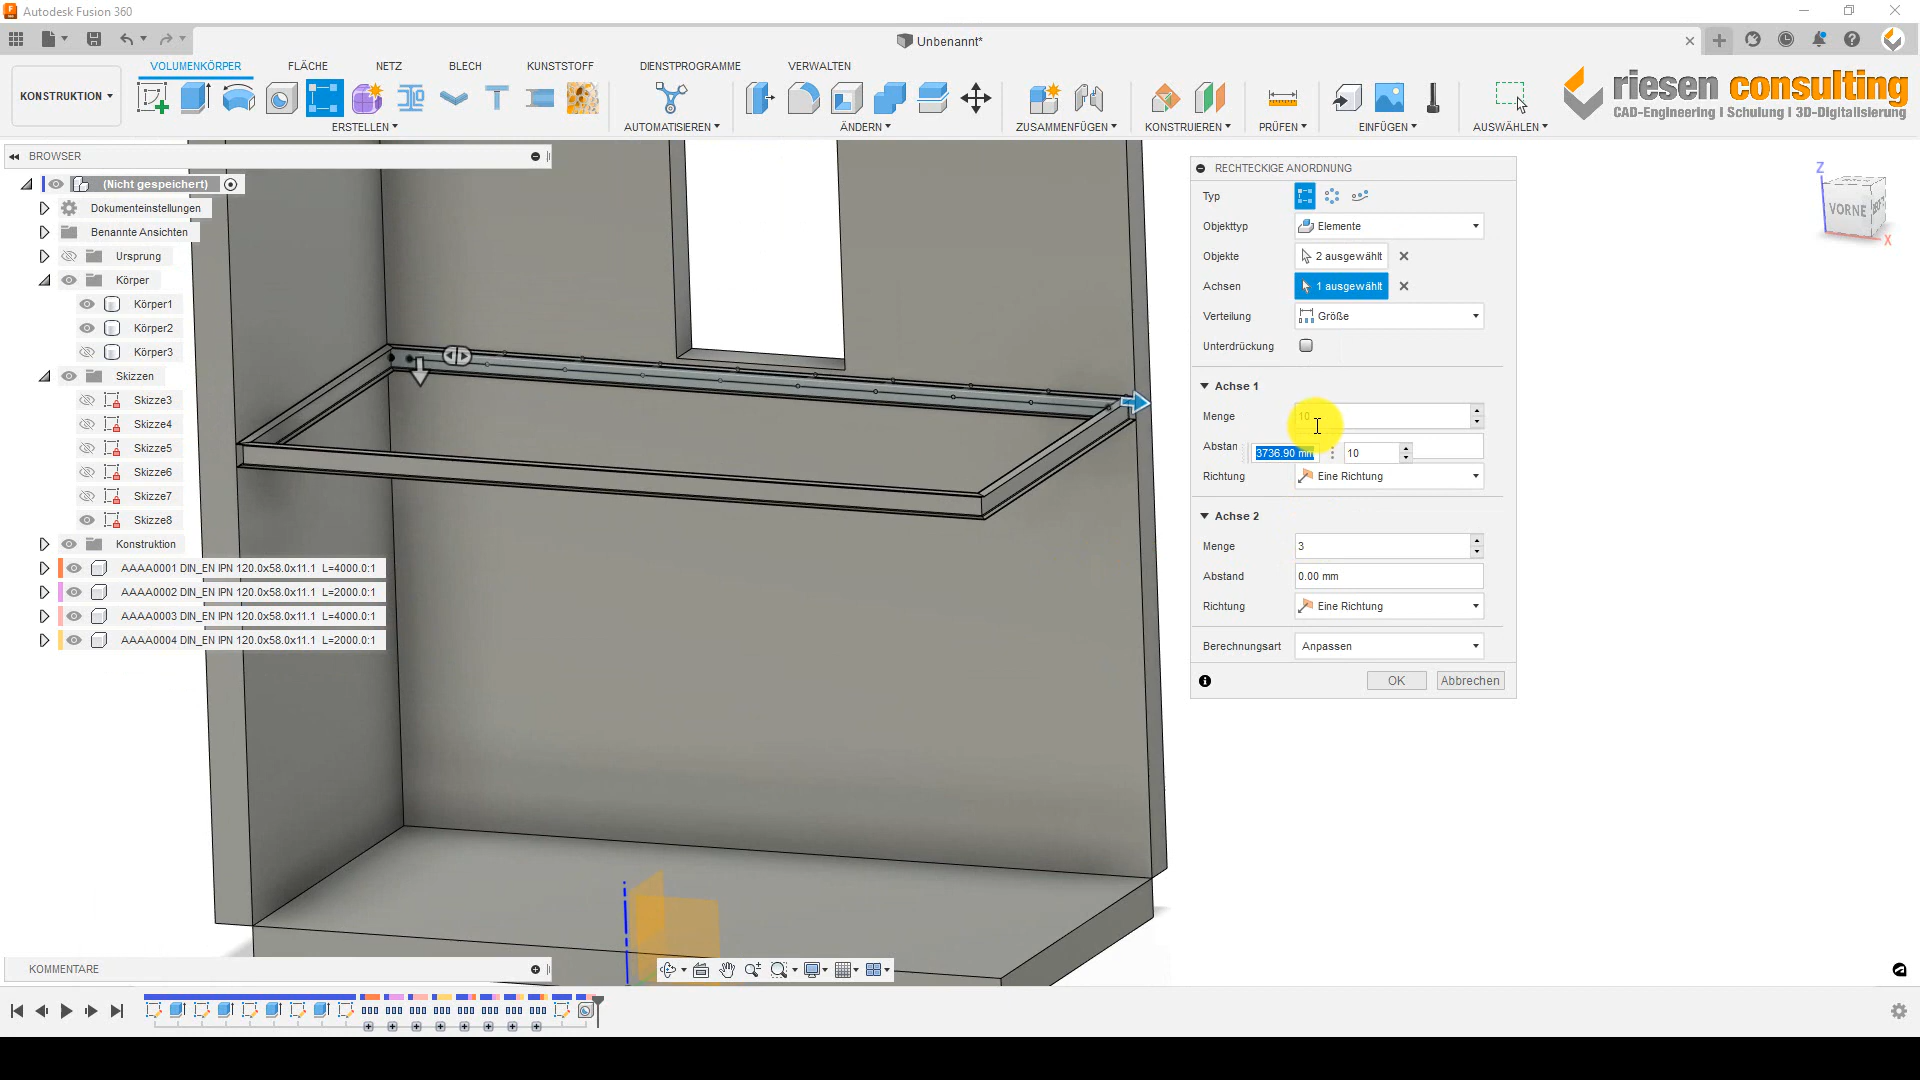 Autodesk Fusion 360
Unbenannt*
VOLUMENKÖRPER
FLÄCHE
NETZ
BLECH
KUNSTSTOFF
DIENSTPROGRAMME
VERWALTEN
KONSTRUKTION
ERSTELLEN
AUTOMATISIEREN
ÄNDERN
ZUSAMMENFÜGEN
KONSTRUIEREN
PRÜFEN
EINFÜGEN
AUSWÄHLEN
riesen consulting
CAD-Engineering I Schulung I 3D-Digitalisierung
BROWSER
(Nicht gespeichert)
Dokumenteinstellungen
Benannte Ansichten
Ursprung
Körper
Körper1
Körper2
Körper3
Skizzen
Skizze3
Skizze4
Skizze5
Skizze6
Skizze7
Skizze8
Konstruktion
AAAA0001 DIN_EN IPN 120.0x58.0x11.1 L=4000.0:1
AAAA0002 DIN_EN IPN 120.0x58.0x11.1 L=2000.0:1
AAAA0003 DIN_EN IPN 120.0x58.0x11.1 L=4000.0:1
AAAA0004 DIN_EN IPN 120.0x58.0x11.1 L=2000.0:1
RECHTECKIGE ANORDNUNG
Typ
Objekttyp Elemente
Objekte 2 ausgewählt
Achsen 1 ausgewählt
Verteilung Größe
Unterdrückung
Achse 1
Menge 10
Abstan 3736.90 mm 10
Richtung Eine Richtung
Achse 2
Menge 3
Abstand 0.00 mm
Richtung Eine Richtung
Berechnungsart Anpassen
OK Abbrechen
Z
VORNE
X
KOMMENTARE